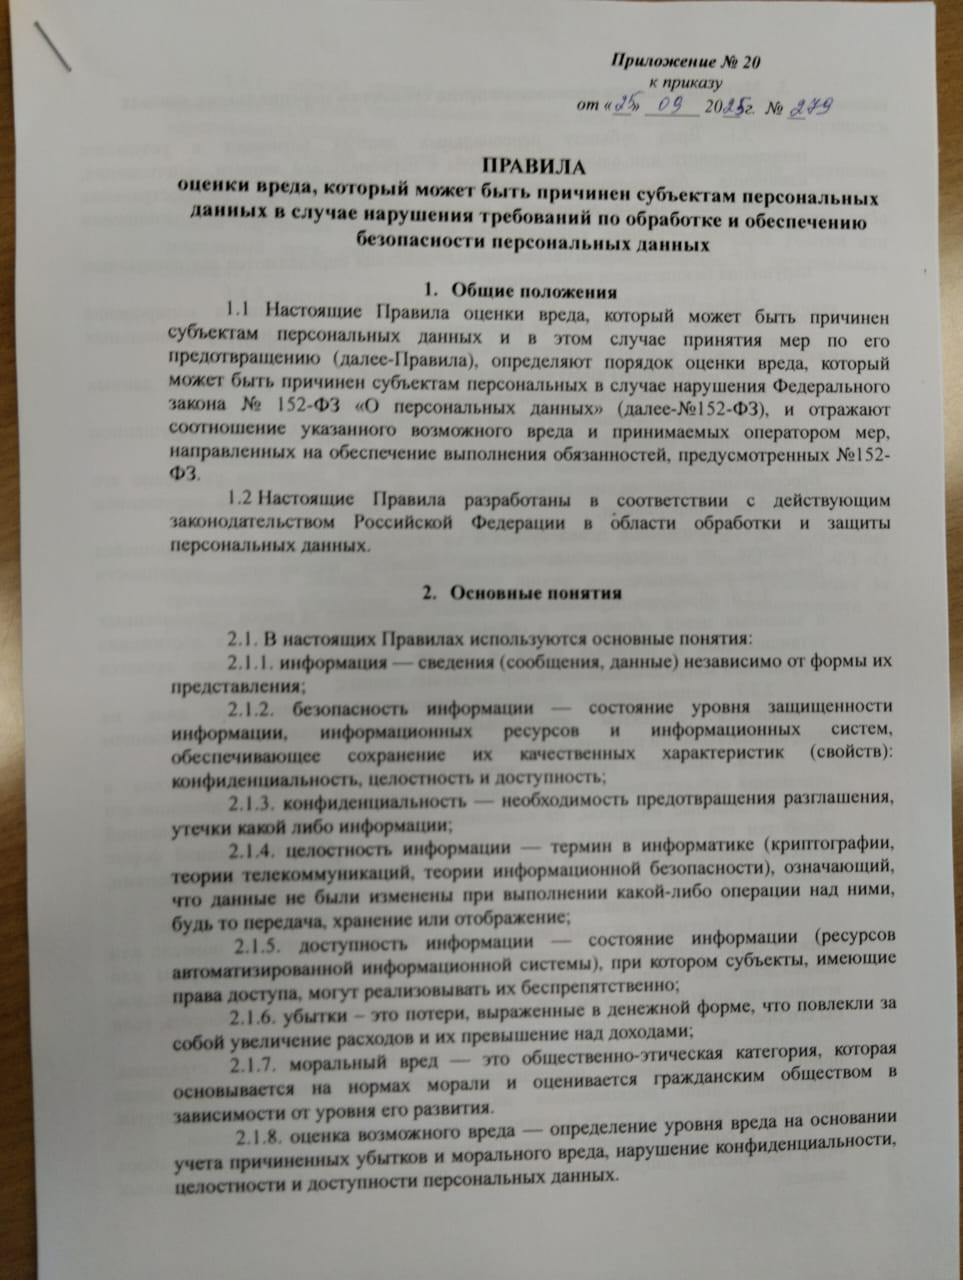 Приложение № 20
к приказу
от «25» 09 2025г. № 279
ПРАВИЛА
оценки вреда, который может быть причинен субъектам персональных
данных в случае нарушения требований по обработке и обеспечению
безопасности персональных данных
1. Общие положения
1.1 Настоящие Правила оценки вреда, который может быть причинен
субъектам персональных данных и в этом случае принятия мер по его
предотвращению (далее-Правила), определяют порядок оценки вреда, который
может быть причинен субъектам персональных в случае нарушения Федерального
закона № 152-ФЗ «О персональных данных» (далее-№152-ФЗ), и отражают
соотношение указанного возможного вреда и принимаемых оператором мер,
направленных на обеспечение выполнения обязанностей, предусмотренных №152-
ФЗ.
1.2 Настоящие Правила разработаны в соответствии с действующим
законодательством Российской Федерации в области обработки и защиты
персональных данных.
2. Основные понятия
2.1. В настоящих Правилах используются основные понятия:
2.1.1. информация — сведения (сообщения, данные) независимо от формы их
представления;
2.1.2. безопасность информации — состояние уровня защищенности
информации, информационных ресурсов и информационных систем,
обеспечивающее сохранение их качественных характеристик (свойств):
конфиденциальность, целостность и доступность;
2.1.3. конфиденциальность — необходимость предотвращения разглашения,
утечки какой либо информации;
2.1.4. целостность информации — термин в информатике (криптографии,
теории телекоммуникаций, теории информационной безопасности), означающий,
что данные не были изменены при выполнении какой-либо операции над ними,
будь то передача, хранение или отображение;
2.1.5. доступность информации — состояние информации (ресурсов
автоматизированной информационной системы), при котором субъекты, имеющие
права доступа, могут реализовывать их беспрепятственно;
2.1.6. убытки – это потери, выраженные в денежной форме, что повлекли за
собой увеличение расходов и их превышение над доходами;
2.1.7. моральный вред — это общественно-этическая категория, которая
основывается на нормах морали и оценивается гражданским обществом в
зависимости от уровня его развития.
2.1.8. оценка возможного вреда — определение уровня вреда на основании
учета причиненных убытков и морального вреда, нарушение конфиденциальности,
целостности и доступности персональных данных.